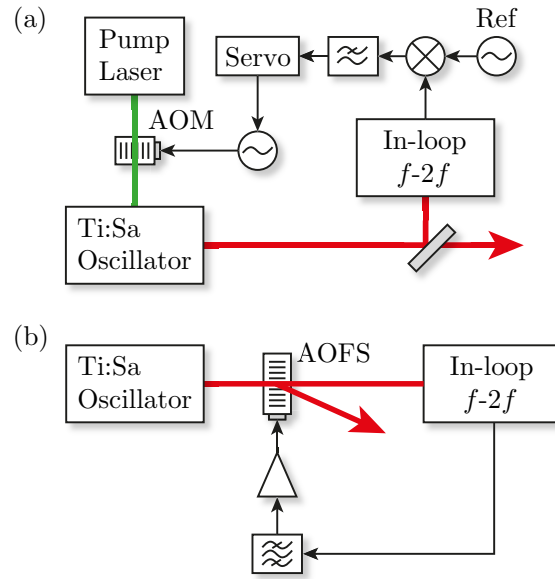 (a)
Pump
Laser
AOM
Servo
Ref
In-loop
f-2f
Ti:Sa
Oscillator
(b)
Ti:Sa
Oscillator
AOFS
In-loop
f-2f